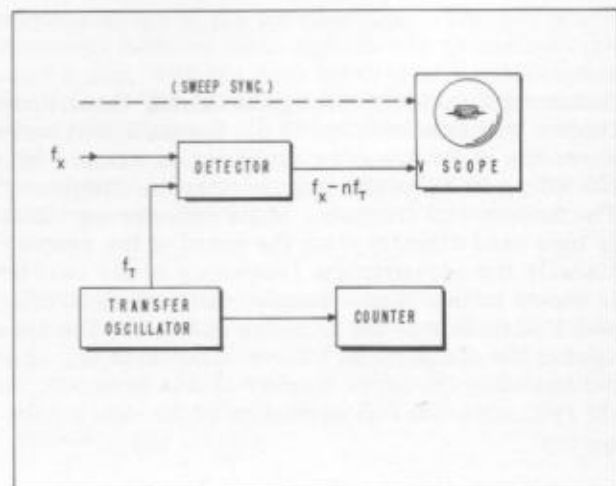 (SWEEP SYNC.)
fx
DETECTOR
V SCOPE
fx-nfT
fT
TRANSFER
OSCILLATOR
COUNTER